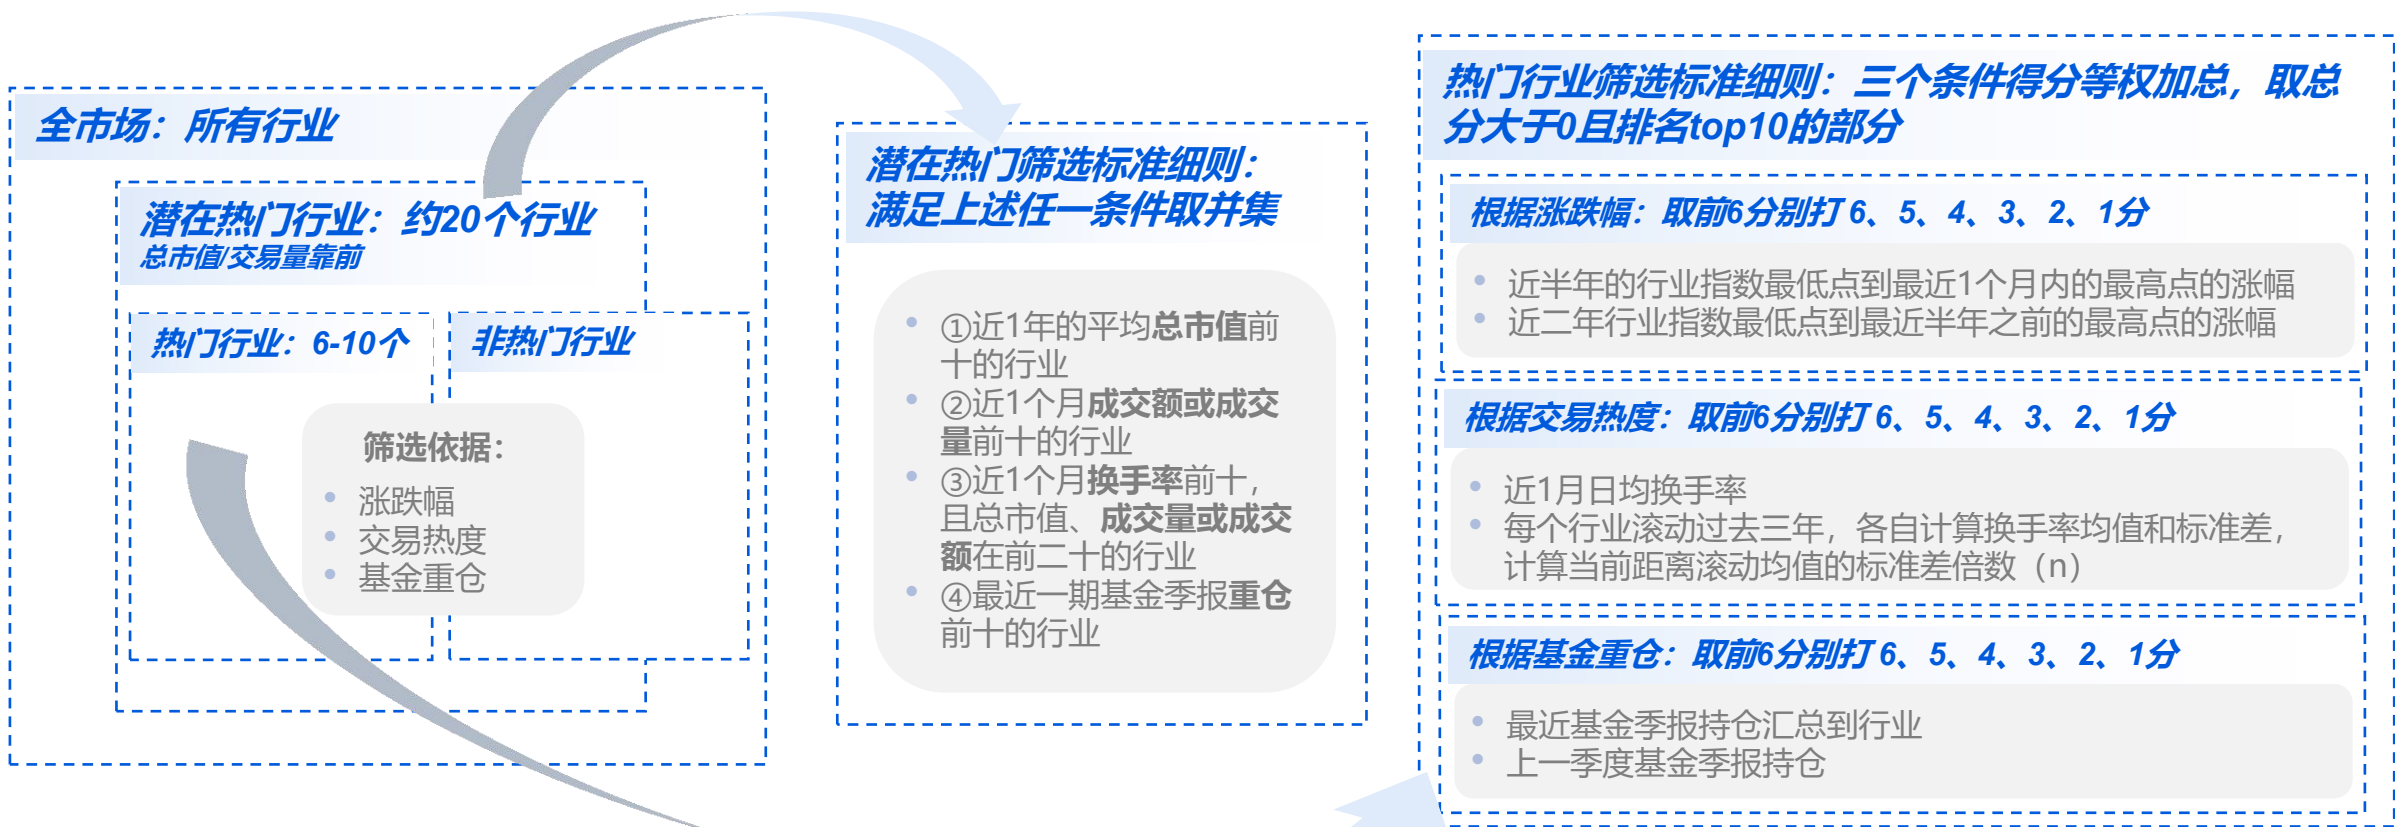 全市场：所有行业
潜在热门行业：约20个行业
总市值/交易量靠前
热门行业：6-10个
非热门行业
筛选依据：
• 涨跌幅
• 交易热度
• 基金重仓
潜在热门筛选标准细则：
满足上述任一条件取并集
• ①近1年的平均总市值前
十的行业
• ②近1个月成交额或成交
量前十的行业
• ③近1个月换手率前十，
且总市值、成交量或成交
额在前二十的行业
• ④最近一期基金季报重仓
前十的行业
热门行业筛选标准细则：三个条件得分等权加总，取总
分大于0且排名top10的部分
根据涨跌幅：取前6分别打 6、5、4、3、2、1分
• 近半年的行业指数最低点到最近1个月内的最高点的涨幅
• 近二年行业指数最低点到最近半年之前的最高点的涨幅
根据交易热度：取前6分别打 6、5、4、3、2、1分
• 近1月日均换手率
• 每个行业滚动过去三年，各自计算换手率均值和标准差，
计算当前距离滚动均值的标准差倍数（n）
根据基金重仓：取前6分别打 6、5、4、3、2、1分
• 最近基金季报持仓汇总到行业
• 上一季度基金季报持仓